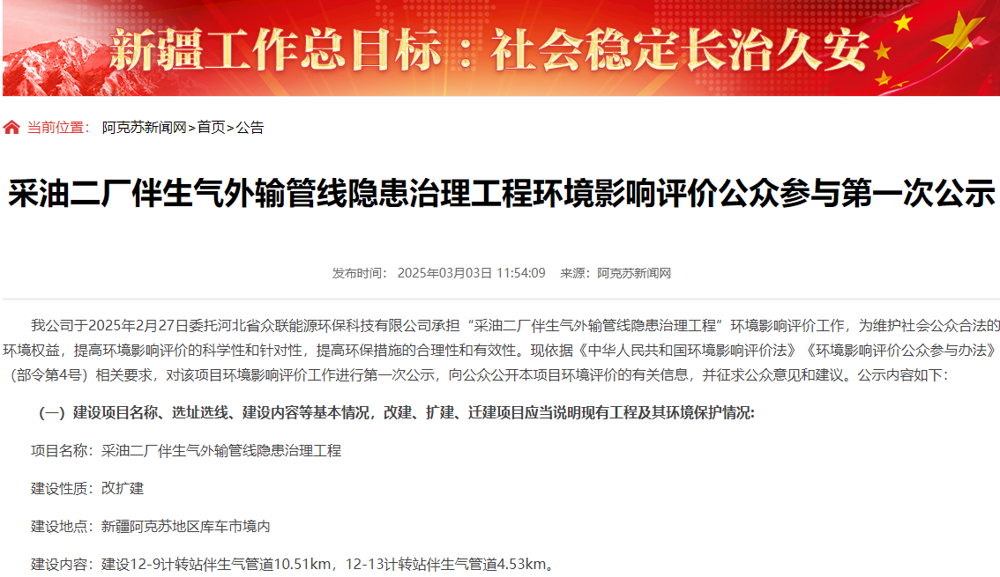 新疆工作总目标：社会稳定长治久安
当前位置： 阿克苏新闻网>首页>公告
采油二厂伴生气外输管线隐患治理工程环境影响评价公众参与第一次公示
发布时间： 2025年03月03日 11:54:09 来源：阿克苏新闻网
我公司于2025年2月27日委托河北省众联能源环保科技有限公司承担“采油二厂伴生气外输管线隐患治理工程”环境影响评价工作，为维护社会公众合法的
环境权益，提高环境影响评价的科学性和针对性，提高环保措施的合理性和有效性。现依据《中华人民共和国环境影响评价法》《环境影响评价公众参与办法》
（部令第4号）相关要求，对该项目环境影响评价工作进行第一次公示，向公众公开本项目环境评价的有关信息，并征求公众意见和建议。公示内容如下：
（一）建设项目名称、选址选线、建设内容等基本情况，改建、扩建、迁建项目应当说明现有工程及其环境保护情况:
项目名称：采油二厂伴生气外输管线隐患治理工程
建设性质：改扩建
建设地点：新疆阿克苏地区库车市境内
建设内容：建设12-9计转站伴生气管道10.51km，12-13计转站伴生气管道4.53km。